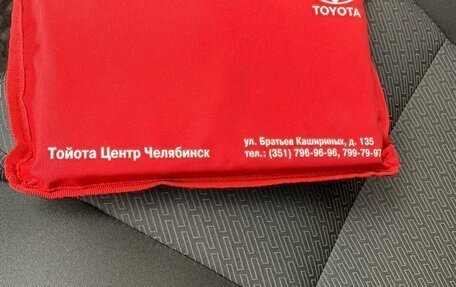 TOYOTA
Тойота Центр Челябинск
ул. Братьев Кашириных, д. 135
тел.: (351) 796-96-96, 799-79-97